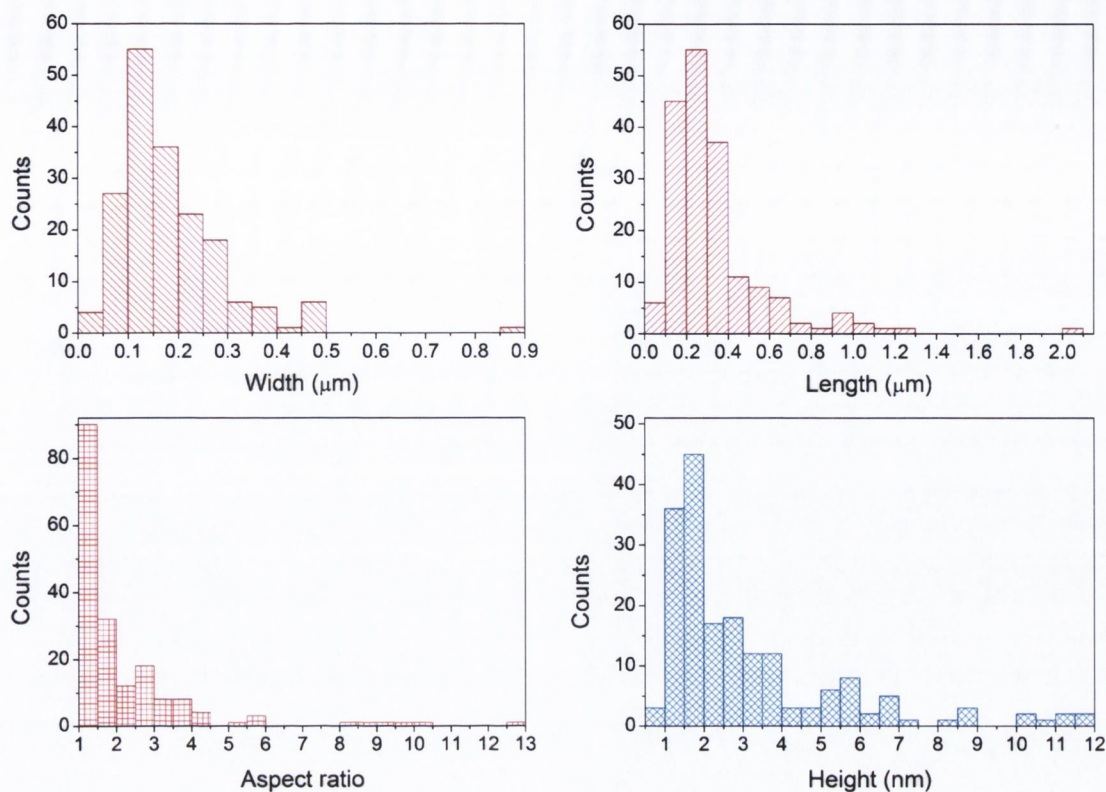 60
50
40
30
20
10
0
Counts
0.0 0.1 0.2 0.3 0.4 0.5 0.6 0.7 0.8 0.9
Width (μm)
60
50
40
30
20
10
0
Counts
0.0 0.2 0.4 0.6 0.8 1.0 1.2 1.4 1.6 1.8 2.0
Length (μm)
80
60
40
20
0
Counts
1 2 3 4 5 6 7 8 9 10 11 12 13
Aspect ratio
50
40
30
20
10
0
Counts
1 2 3 4 5 6 7 8 9 10 11 12
Height (nm)